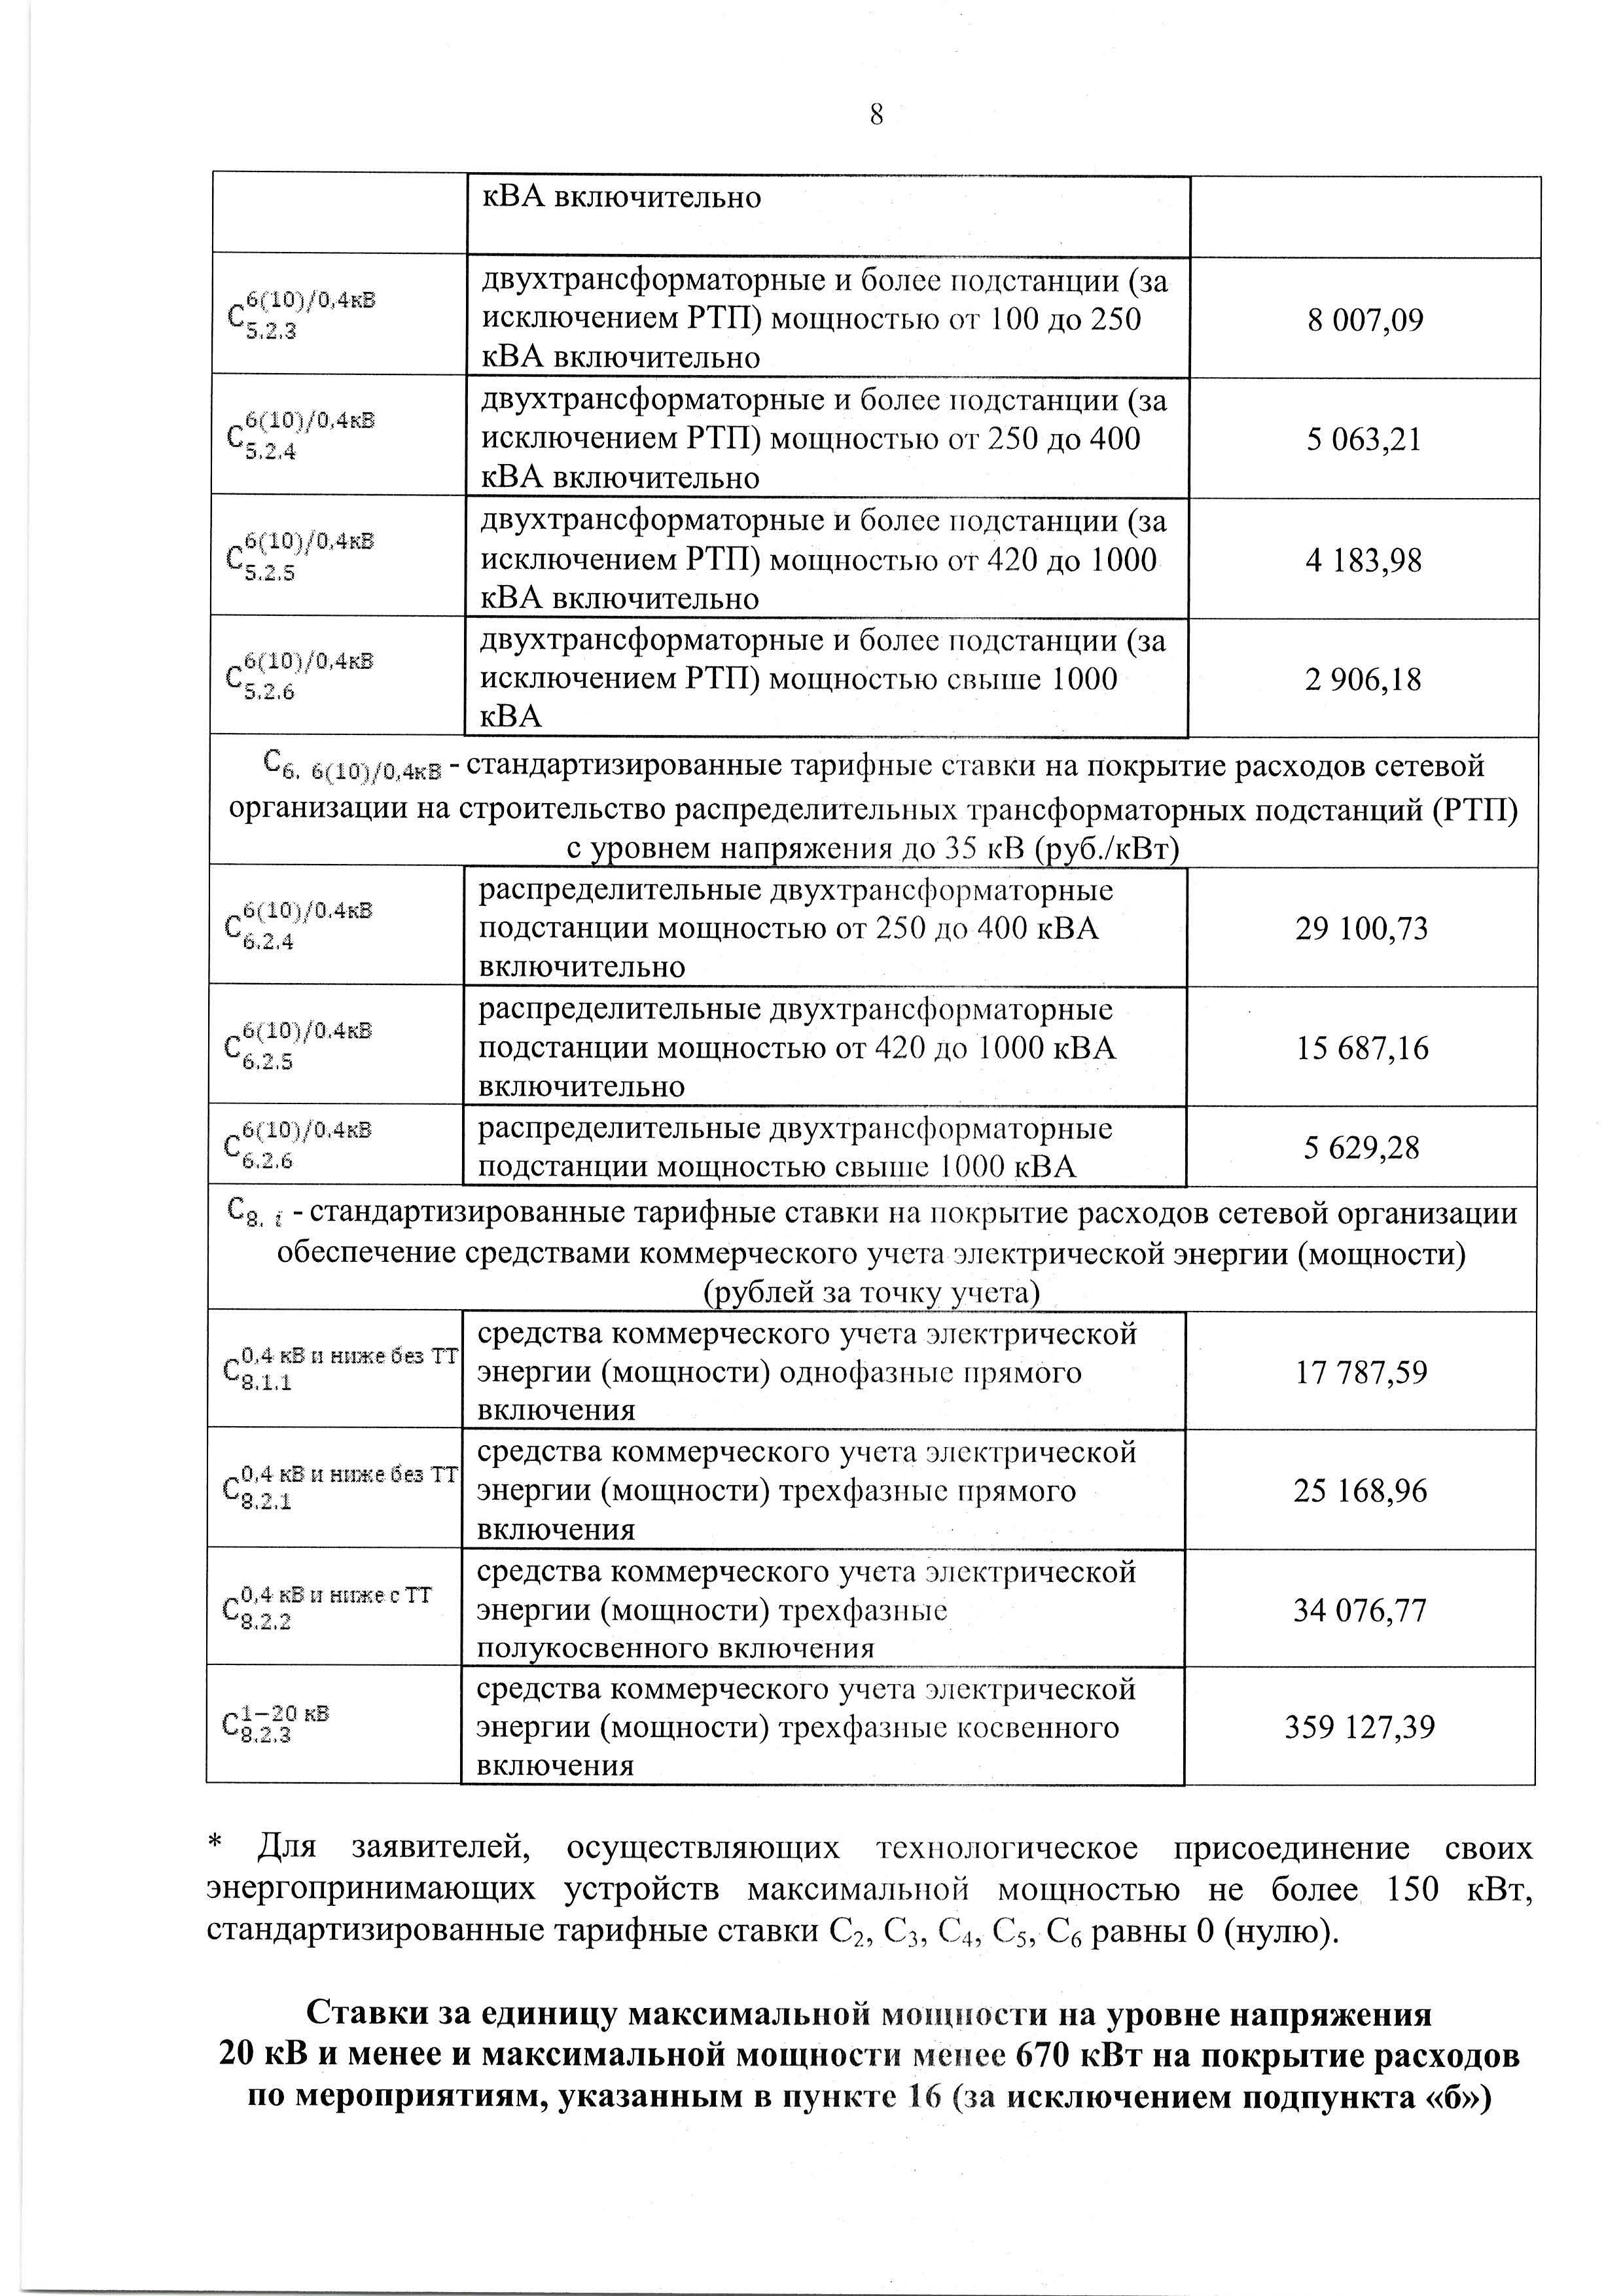 8
кВА включительно
C 6(10)/0,4кВ 5.2.3
двухтрансформаторные и более подстанции (за
исключением РТП) мощностью от 100 до 250
кВА включительно
8 007,09
C 6(10)/0,4кВ 5.2.4
двухтрансформаторные и более подстанции (за
исключением РТП) мощностью от 250 до 400
кВА включительно
5 063,21
C 6(10)/0,4кВ 5.2.5
двухтрансформаторные и более подстанции (за
исключением РТП) мощностью от 420 до 1000
кВА включительно
4 183,98
C 6(10)/0,4кВ 5.2.6
двухтрансформаторные и более подстанции (за
исключением РТП) мощностью свыше 1000
кВА
2 906,18
C6. 6(10)/0,4кВ - стандартизированные тарифные ставки на покрытие расходов сетевой
организации на строительство распределительных трансформаторных подстанций (РТП)
с уровнем напряжения до 35 кВ (руб./кВт)
C 6(10)/0.4кВ 6.2.4
распределительные двухтрансформаторные
подстанции мощностью от 250 до 400 кВА
включительно
29 100,73
C 6(10)/0.4кВ 6.2.5
распределительные двухтрансформаторные
подстанции мощностью от 420 до 1000 кВА
включительно
15 687,16
C 6(10)/0.4кВ 6.2.6
распределительные двухтрансформаторные
подстанции мощностью свыше 1000 кВА
5 629,28
C8. i - стандартизированные тарифные ставки на покрытие расходов сетевой организации
обеспечение средствами коммерческого учета электрической энергии (мощности)
(рублей за точку учета)
C 0,4 кВ и ниже без ТТ 8.1.1
средства коммерческого учета электрической
энергии (мощности) однофазные прямого
включения
17 787,59
C 0,4 кВ и ниже без ТТ 8.2.1
средства коммерческого учета электрической
энергии (мощности) трехфазные прямого
включения
25 168,96
C 0,4 кВ и ниже с ТТ 8.2.2
средства коммерческого учета электрической
энергии (мощности) трехфазные
полукосвенного включения
34 076,77
C 1−20 кВ 8.2.3
средства коммерческого учета электрической
энергии (мощности) трехфазные косвенного
включения
359 127,39
* Для заявителей, осуществляющих технологическое присоединение своих
энергопринимающих устройств максимальной мощностью не более 150 кВт,
стандартизированные тарифные ставки С2, С3, С4, С5, С6 равны 0 (нулю).
Ставки за единицу максимальной мощности на уровне напряжения
20 кВ и менее и максимальной мощности менее 670 кВт на покрытие расходов
по мероприятиям, указанным в пункте 16 (за исключением подпункта «б»)